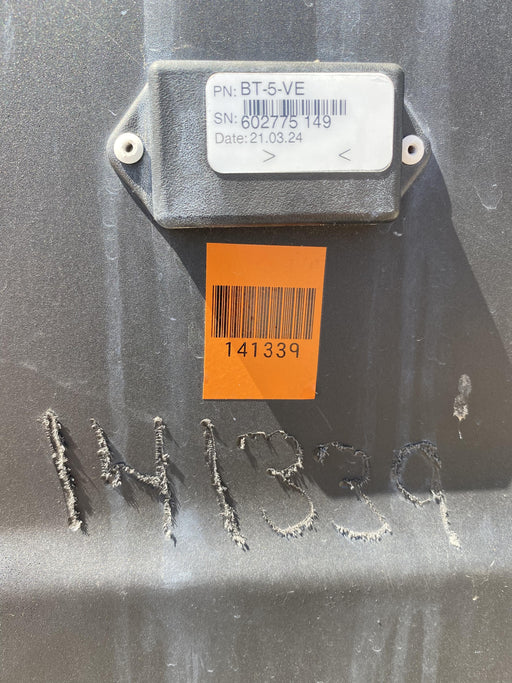 PN: BT-5-VE
SN: 602775 149
Date: 21.03.24
> <
141339
141339